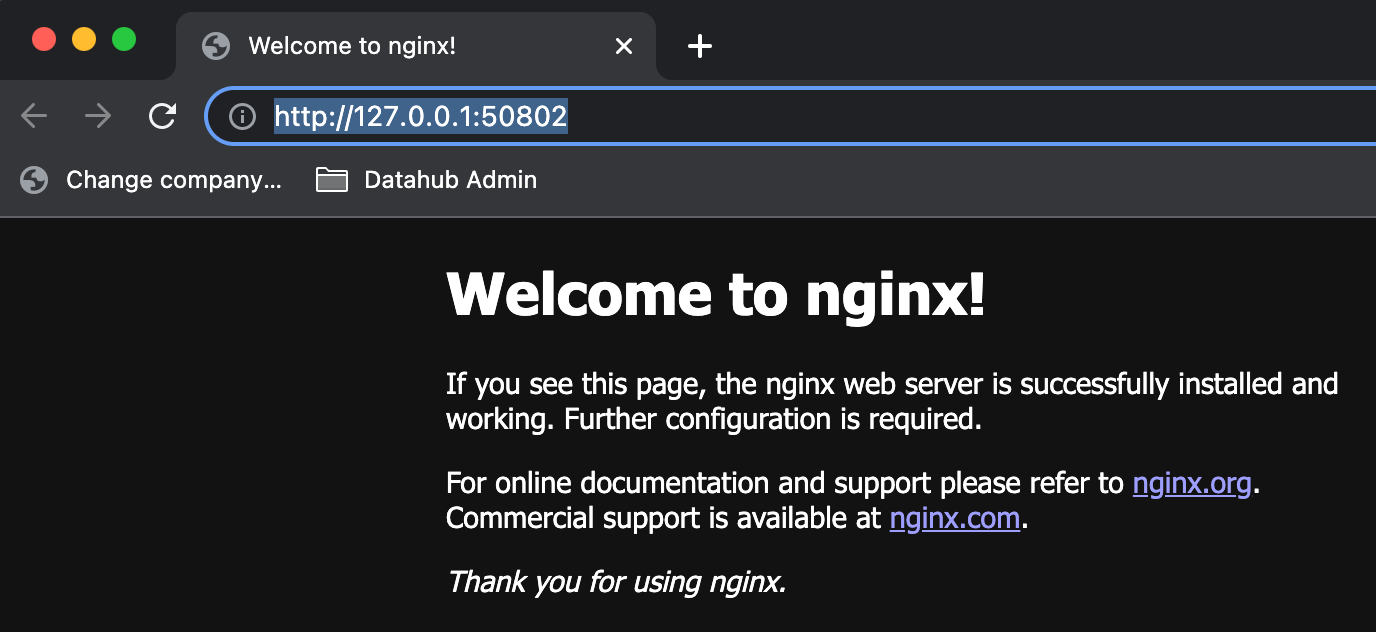 Welcome to nginx!
http://127.0.0.1:50802
Change company...
Datahub Admin
Welcome to nginx!
If you see this page, the nginx web server is successfully installed and
working. Further configuration is required.
For online documentation and support please refer to nginx.org.
Commercial support is available at nginx.com.
Thank you for using nginx.